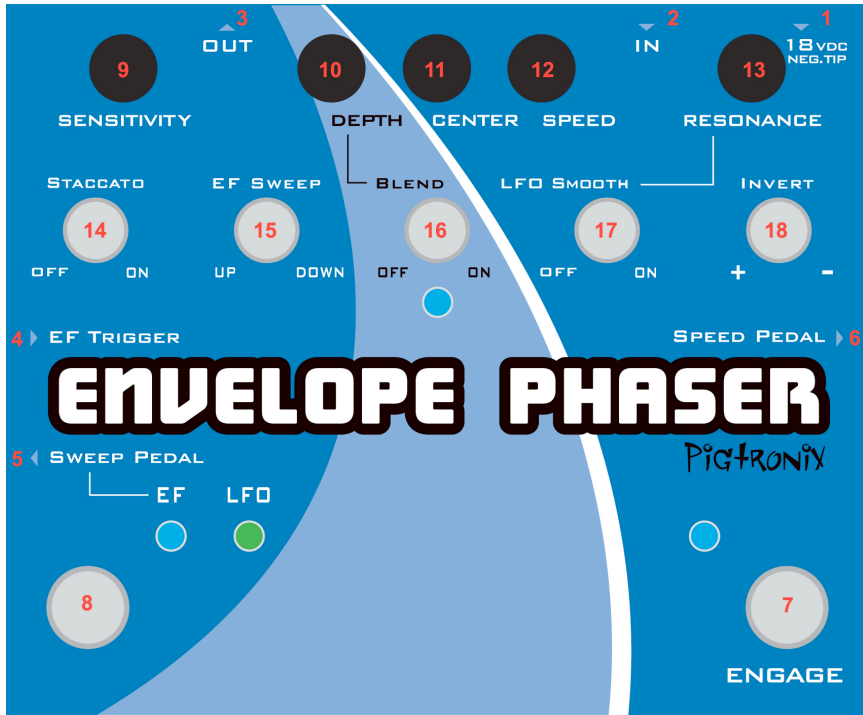 3
2
1
OUT
IN
18 VDC
NEG.TIP
9
10
11
12
13
SENSITIVITY
DEPTH
CENTER
SPEED
RESONANCE
STACCATO
EF SWEEP
BLEND
LFO SMOOTH
INVERT
14
15
16
17
18
OFF ON
UP DOWN
OFF ON
OFF ON
+ -
4 EF TRIGGER
SPEED PEDAL 6
ENVELOPE PHASER
5 SWEEP PEDAL
PIGTRONIX
EF LFO
8
7
ENGAGE